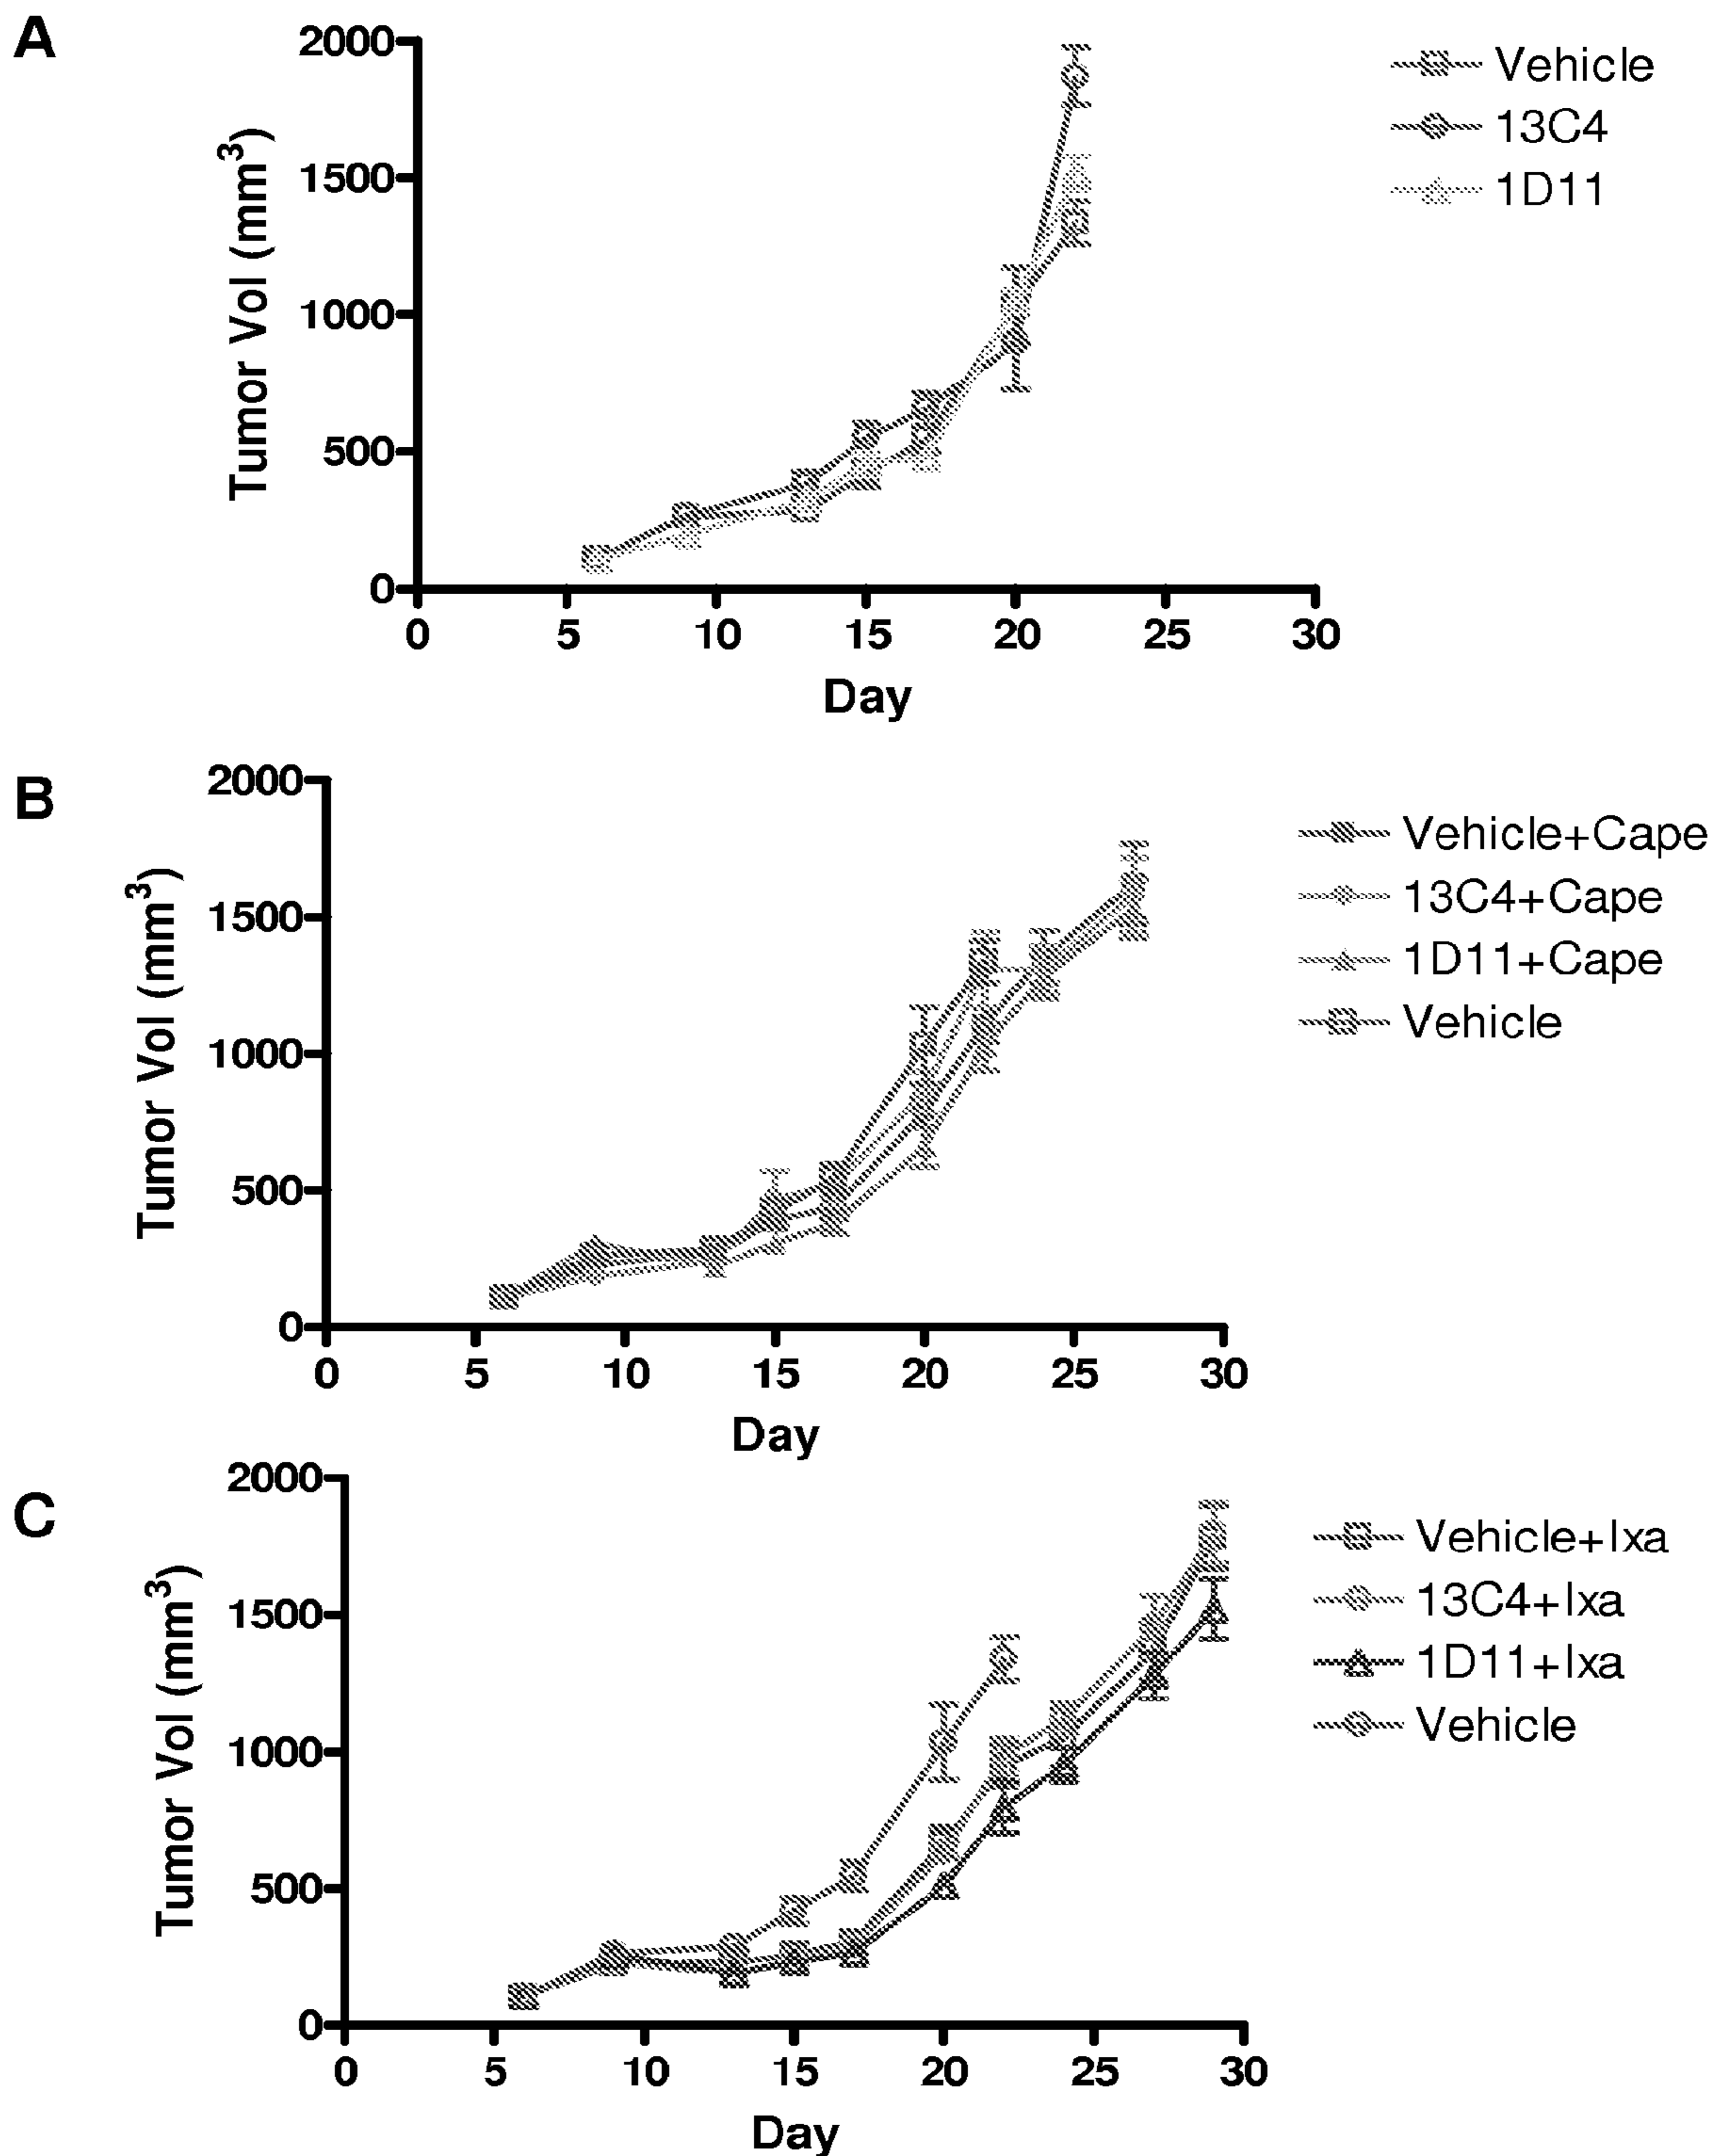 A
Tumor Vol (mm3)
2000
1500
1000
500
0
0 5 10 15 20 25 30
Day
Vehicle
13C4
1D11
B
Tumor Vol (mm3)
2000
1500
1000
500
0
0 5 10 15 20 25 30
Day
Vehicle+Cape
13C4+Cape
1D11+Cape
Vehicle
C
Tumor Vol (mm3)
2000
1500
1000
500
0
0 5 10 15 20 25 30
Day
Vehicle+Ixa
13C4+Ixa
1D11+Ixa
Vehicle